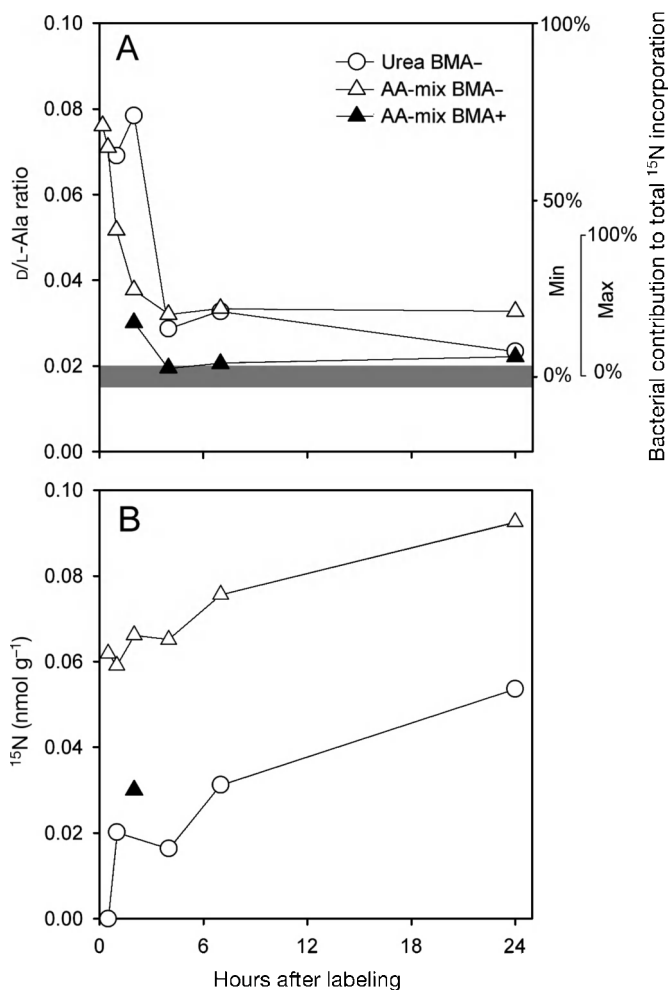 A
Urea BMA–
AA-mix BMA–
AA-mix BMA+
0.10
0.08
0.06
0.04
0.02
0.00
D/L-Ala ratio
100%
50%
0%
Min
100%
0%
Max
Bacterial contribution to total ¹⁵N incorporation
B
0.10
0.08
0.06
0.04
0.02
0.00
¹⁵N (nmol g⁻¹)
0 6 12 18 24
Hours after labeling